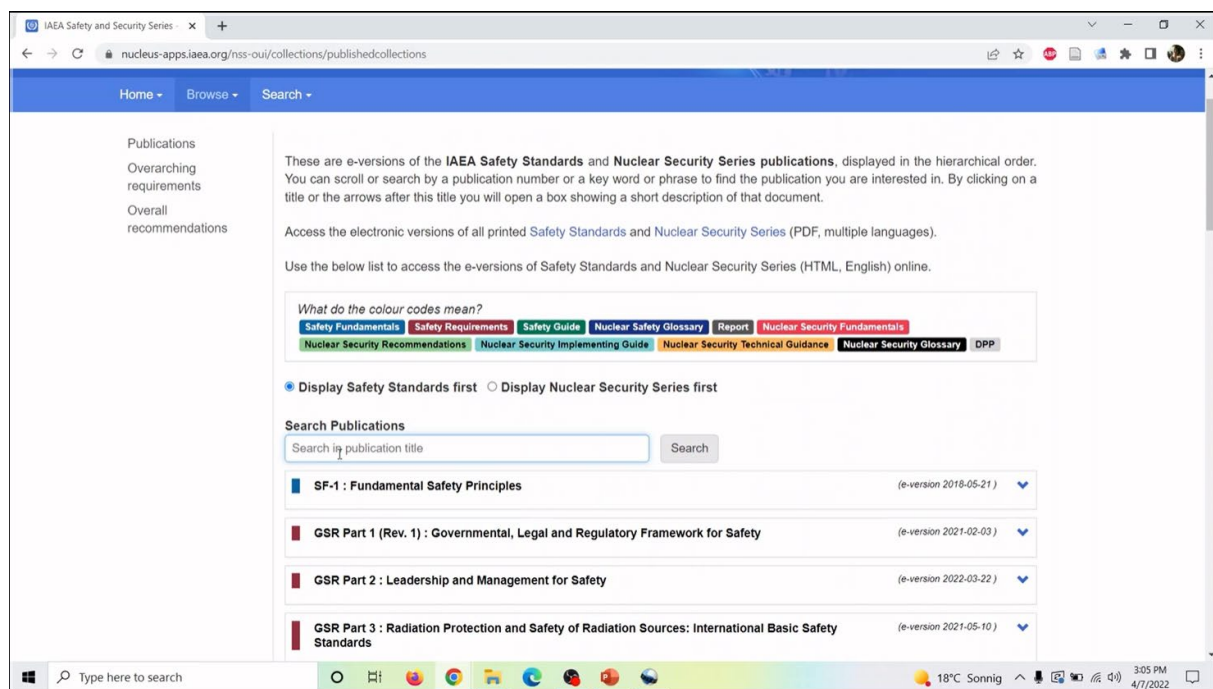 IAEA Safety and Security Series -
nucleus-apps.iaea.org/nss-oui/collections/publishedcollections
ABP
Home Browse Search
Publications
Overarching
requirements
Overall
recommendations
These are e-versions of the IAEA Safety Standards and Nuclear Security Series publications, displayed in the hierarchical order.
You can scroll or search by a publication number or a key word or phrase to find the publication you are interested in. By clicking on a
title or the arrows after this title you will open a box showing a short description of that document.
Access the electronic versions of all printed Safety Standards and Nuclear Security Series (PDF, multiple languages).
Use the below list to access the e-versions of Safety Standards and Nuclear Security Series (HTML, English) online.
What do the colour codes mean?
Safety Fundamentals Safety Requirements Safety Guide Nuclear Safety Glossary Report Nuclear Security Fundamentals
Nuclear Security Recommendations Nuclear Security Implementing Guide Nuclear Security Technical Guidance Nuclear Security Glossary DPP
Display Safety Standards first Display Nuclear Security Series first
Search Publications
Search in publication title Search
SF-1 : Fundamental Safety Principles (e-version 2018-05-21 )
GSR Part 1 (Rev. 1) : Governmental, Legal and Regulatory Framework for Safety (e-version 2021-02-03 )
GSR Part 2 : Leadership and Management for Safety (e-version 2022-03-22 )
GSR Part 3 : Radiation Protection and Safety of Radiation Sources: International Basic Safety (e-version 2021-05-10 )
Standards
Type here to search 18°C Sonnig 3:05 PM
4/7/2022